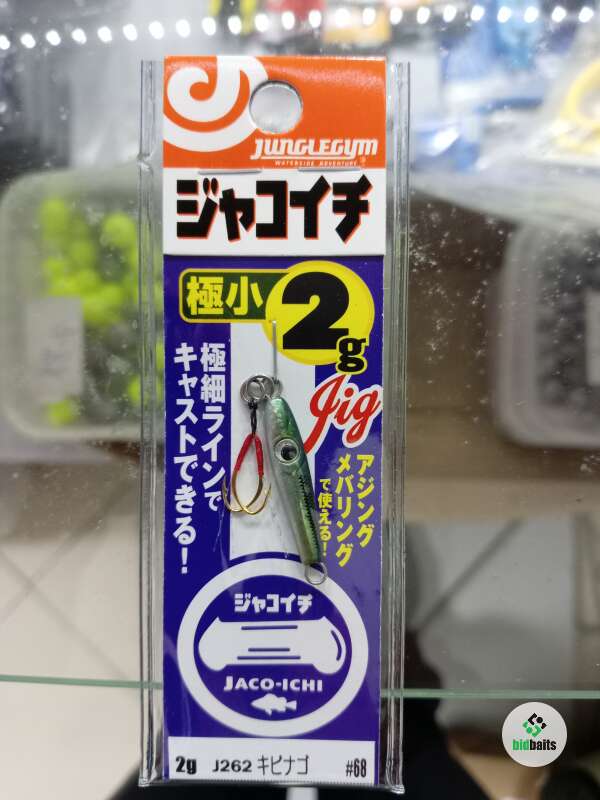 JUNGLEGYM
WATERSIDE ADVENTURE
ジャコイチ
極小
2g
Jig
極細ラインで
キャストできる!
アジング
メバリング
で使える!
ジャコイチ
JACO-ICHI
2g J262 キビナゴ #68
bidbaits